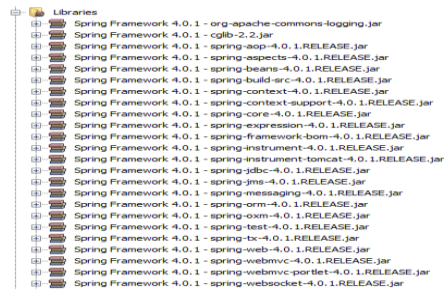 Libraries
Spring Framework 4.0.1 - org-apache-commons-logging.jar
Spring Framework 4.0.1 - cglib-2.2.jar
Spring Framework 4.0.1 - spring-aop-4.0.1.RELEASE.jar
Spring Framework 4.0.1 - spring-aspects-4.0.1.RELEASE.jar
Spring Framework 4.0.1 - spring-beans-4.0.1.RELEASE.jar
Spring Framework 4.0.1 - spring-build-src-4.0.1.RELEASE.jar
Spring Framework 4.0.1 - spring-context-4.0.1.RELEASE.jar
Spring Framework 4.0.1 - spring-context-support-4.0.1.RELEASE.jar
Spring Framework 4.0.1 - spring-core-4.0.1.RELEASE.jar
Spring Framework 4.0.1 - spring-expression-4.0.1.RELEASE.jar
Spring Framework 4.0.1 - spring-framework-bom-4.0.1.RELEASE.jar
Spring Framework 4.0.1 - spring-instrument-4.0.1.RELEASE.jar
Spring Framework 4.0.1 - spring-instrument-tomcat-4.0.1.RELEASE.jar
Spring Framework 4.0.1 - spring-jdbc-4.0.1.RELEASE.jar
Spring Framework 4.0.1 - spring-jms-4.0.1.RELEASE.jar
Spring Framework 4.0.1 - spring-messaging-4.0.1.RELEASE.jar
Spring Framework 4.0.1 - spring-orm-4.0.1.RELEASE.jar
Spring Framework 4.0.1 - spring-oxm-4.0.1.RELEASE.jar
Spring Framework 4.0.1 - spring-test-4.0.1.RELEASE.jar
Spring Framework 4.0.1 - spring-tx-4.0.1.RELEASE.jar
Spring Framework 4.0.1 - spring-web-4.0.1.RELEASE.jar
Spring Framework 4.0.1 - spring-webmvc-4.0.1.RELEASE.jar
Spring Framework 4.0.1 - spring-webmvc-portlet-4.0.1.RELEASE.jar
Spring Framework 4.0.1 - spring-websocket-4.0.1.RELEASE.jar